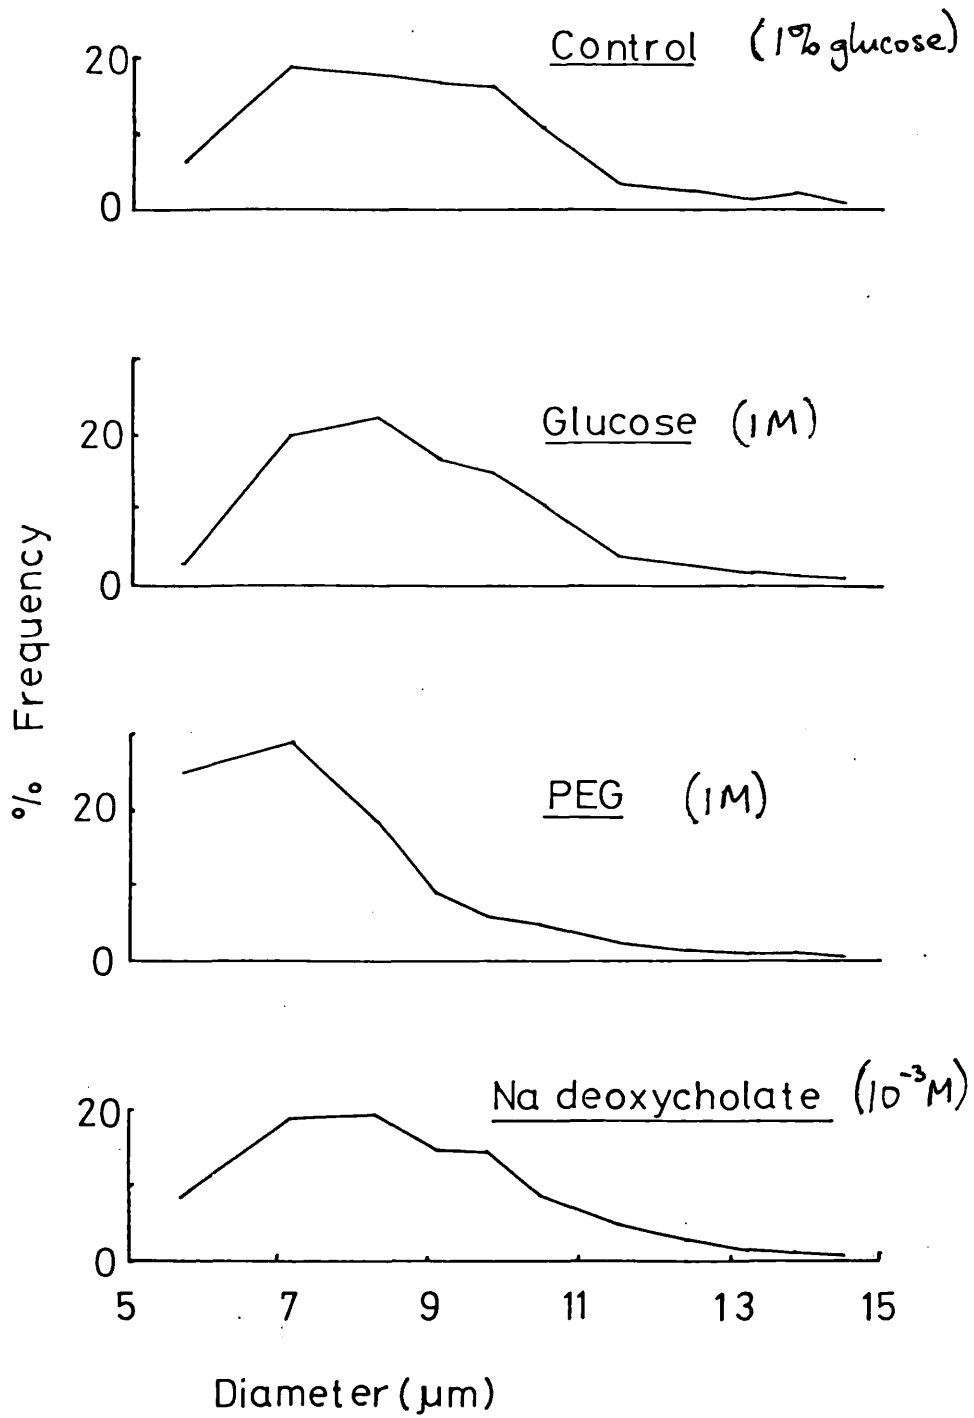 Control (1% glucose)
20
0
Glucose (1M)
20
0
% Frequency
PEG (1M)
20
0
Na deoxycholate (10⁻³M)
20
0
5 7 9 11 13 15
Diameter (μm)